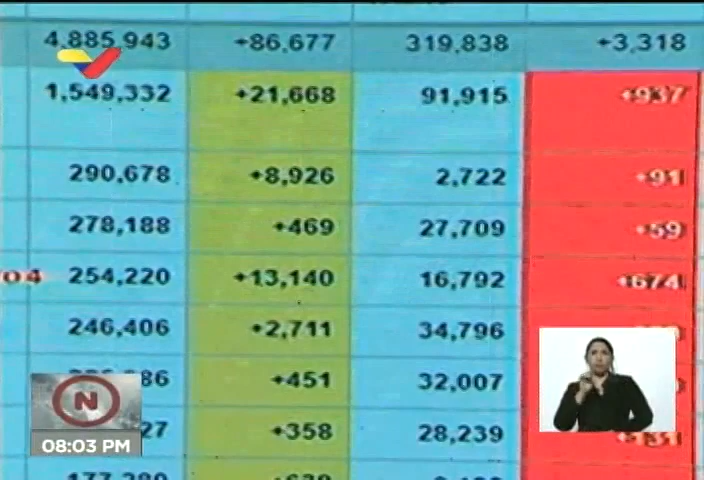 4,885,943 +86,677 319,838 +3,318
1,549,332 +21,668 91,915 +937
290,678 +8,926 2,722 +91
278,188 +469 27,709 +59
254,220 +13,140 16,792 +674
246,406 +2,711 34,796
+451 32,007
+358 28,239
N
08:03 PM